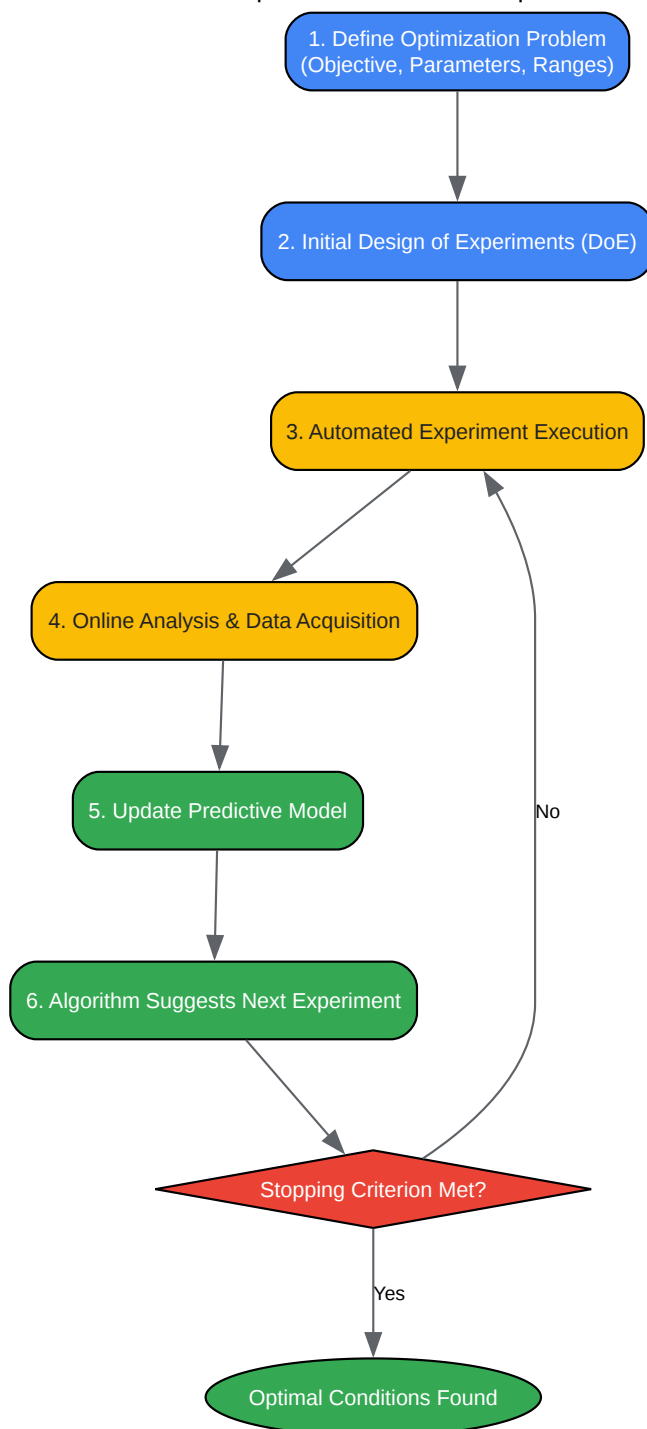 1. Define Optimization Problem
(Objective, Parameters, Ranges)
2. Initial Design of Experiments (DoE)
3. Automated Experiment Execution
4. Online Analysis & Data Acquisition
5. Update Predictive Model
No
6. Algorithm Suggests Next Experiment
Stopping Criterion Met?
Yes
Optimal Conditions Found